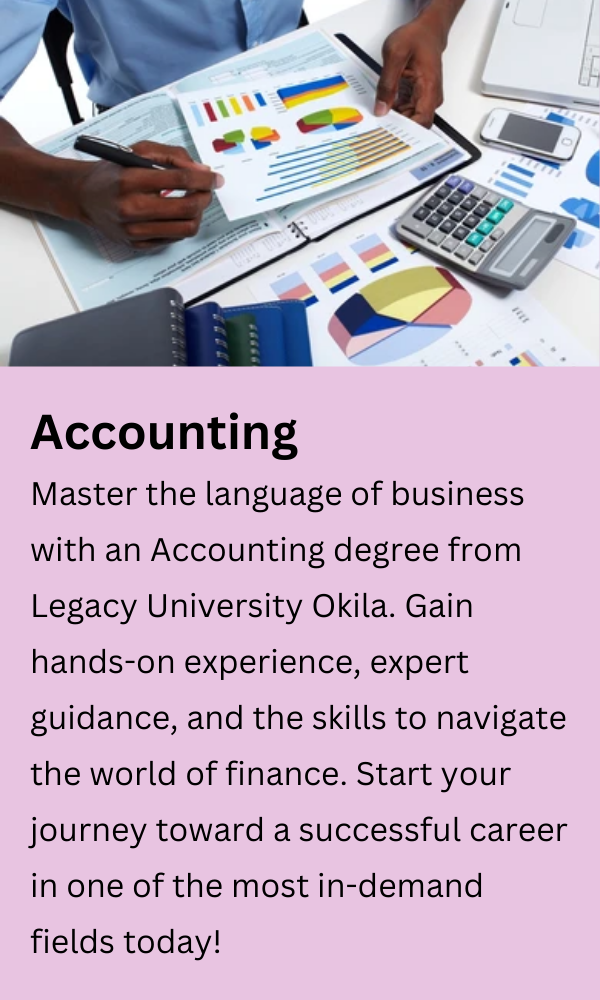 Accounting
Master the language of business
with an Accounting degree from
Legacy University Okila. Gain
hands-on experience, expert
guidance, and the skills to navigate
the world of finance. Start your
journey toward a successful career
in one of the most in-demand
fields today!